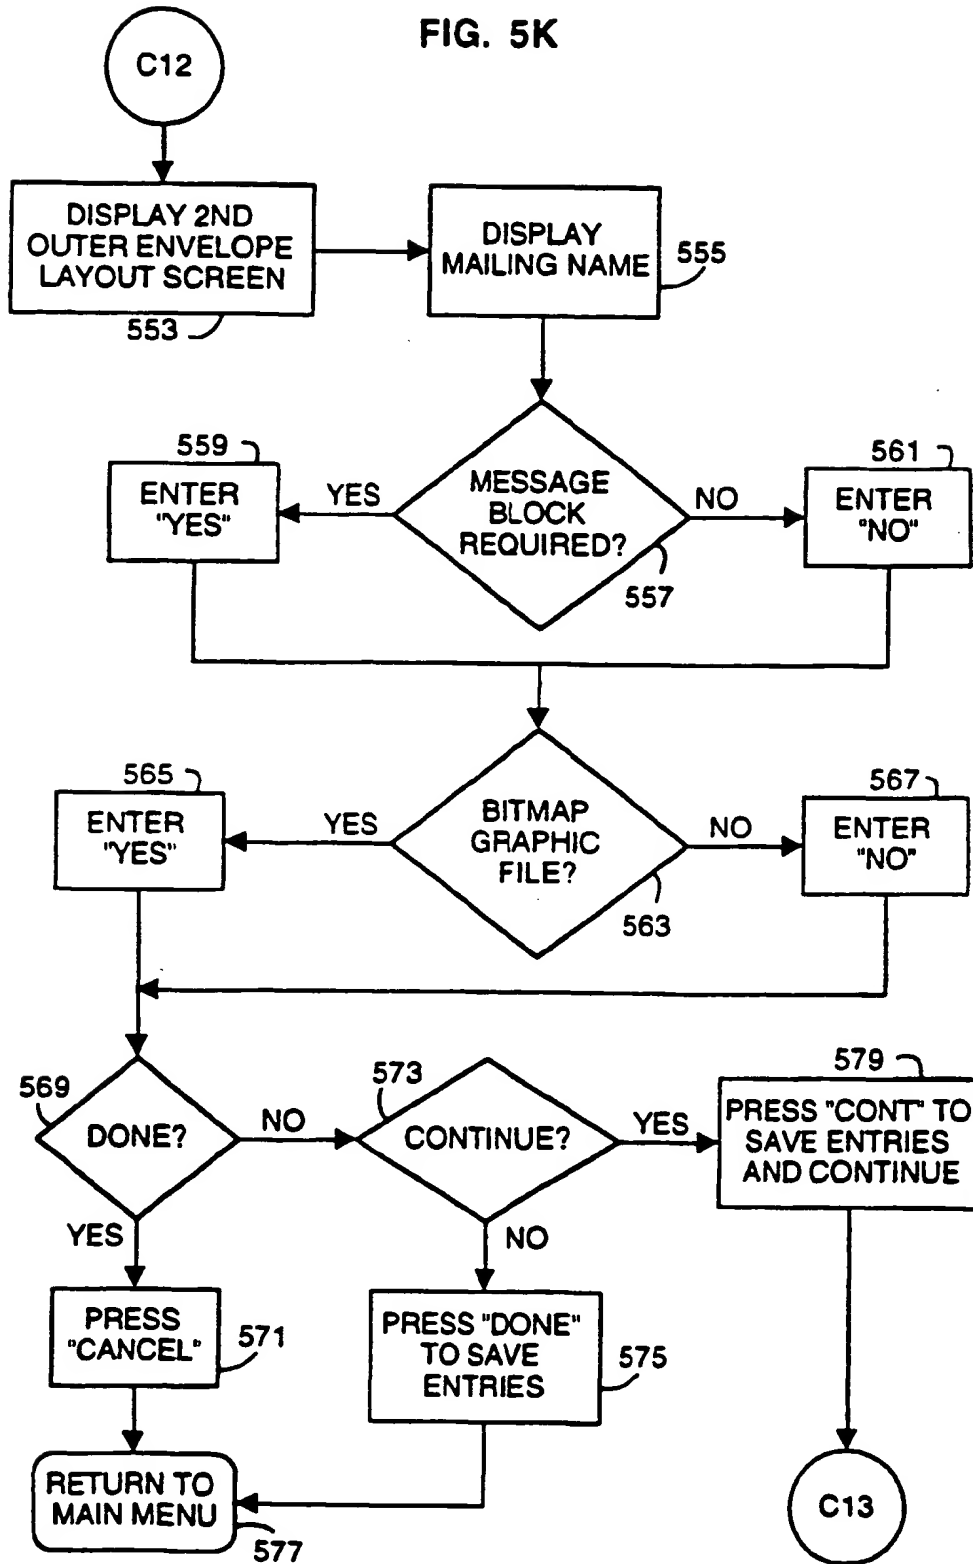 FIG. 5K
C12
DISPLAY 2ND
OUTER ENVELOPE
LAYOUT SCREEN
553
DISPLAY
MAILING NAME
555
559
ENTER
"YES"
YES
MESSAGE
BLOCK
REQUIRED?
557
NO
561
ENTER
"NO"
565
ENTER
"YES"
YES
BITMAP
GRAPHIC
FILE?
563
NO
567
ENTER
"NO"
569
DONE?
NO
573
CONTINUE?
YES
579
PRESS "CONT" TO
SAVE ENTRIES
AND CONTINUE
YES
NO
PRESS
"CANCEL"
571
PRESS "DONE"
TO SAVE
ENTRIES
575
RETURN TO
MAIN MENU
577
C13